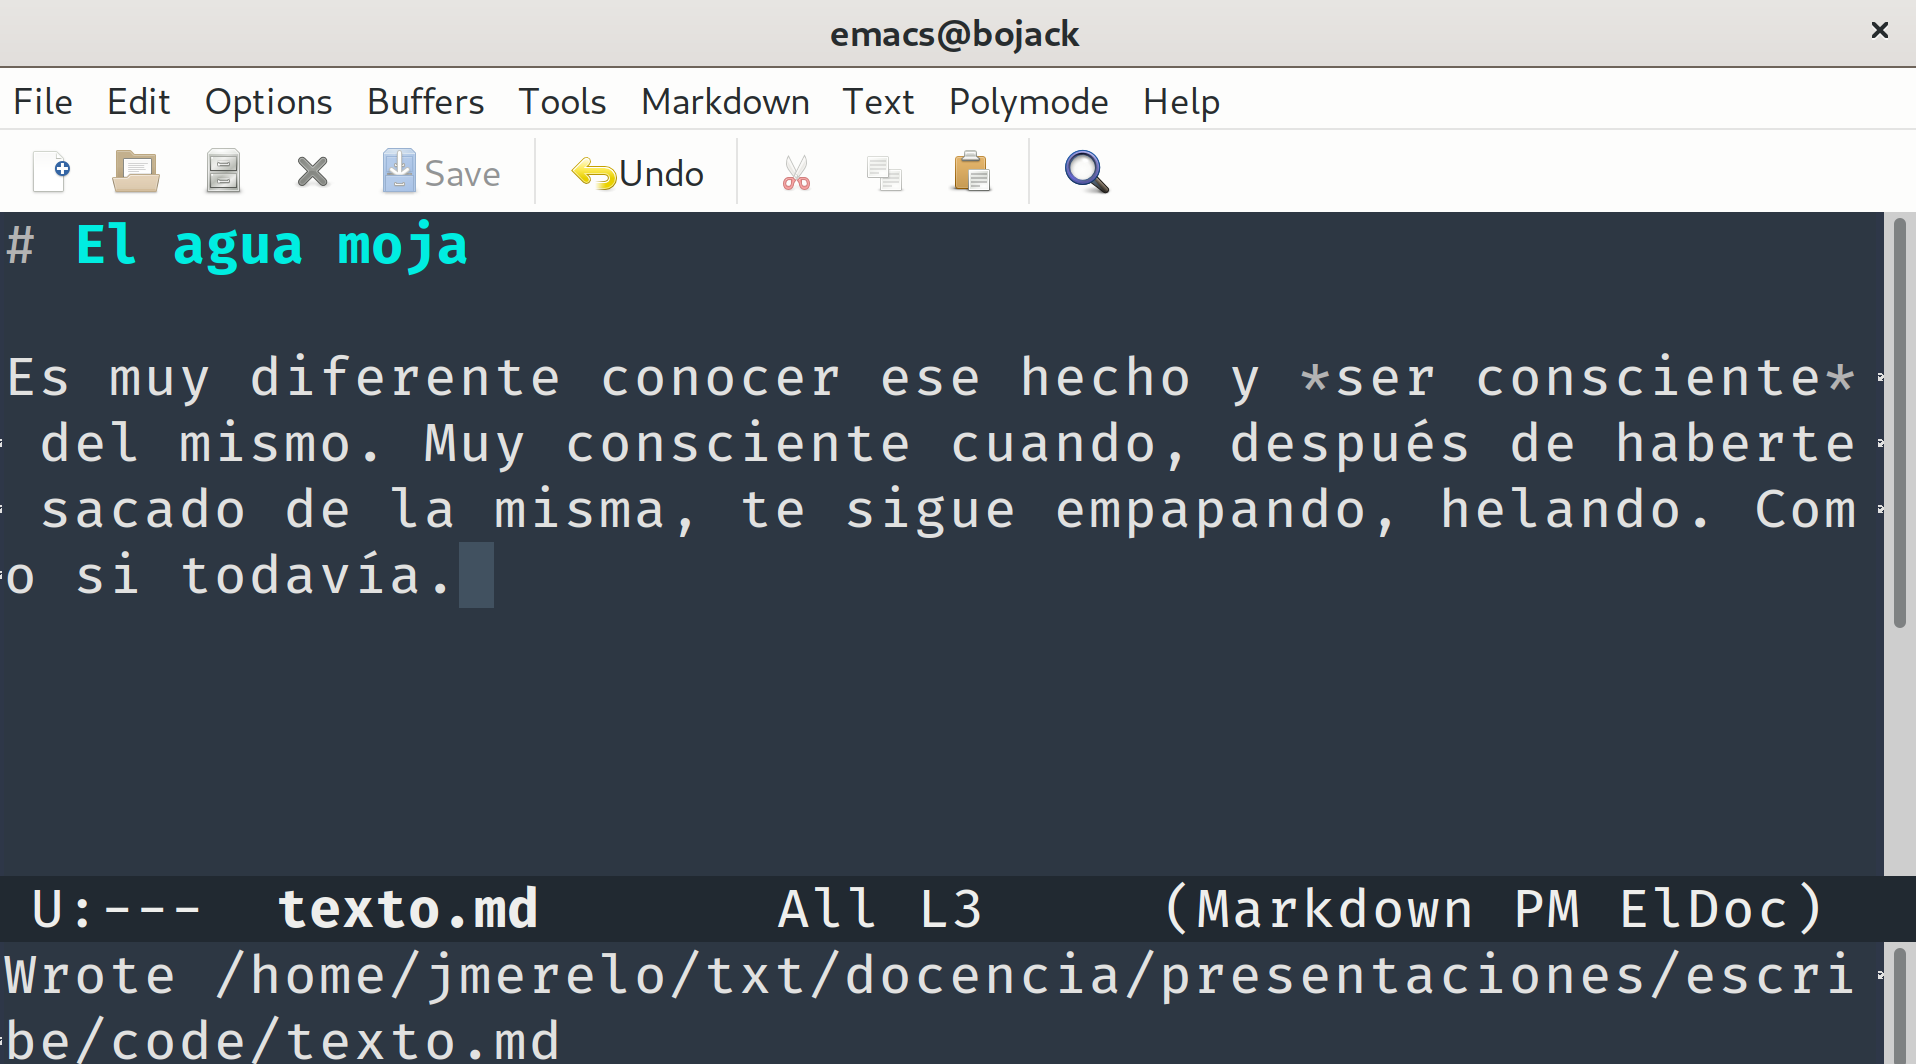 emacs@bojack
File Edit Options Buffers Tools Markdown Text Polymode Help
Save Undo
# El agua moja
Es muy diferente conocer ese hecho y *ser consciente*
del mismo. Muy consciente cuando, después de haberte
sacado de la misma, te sigue empapando, helando. Com
o si todavía.
U:--- texto.md All L3 (Markdown PM ElDoc)
Wrote /home/jmerelo/txt/docencia/presentaciones/escri
be/code/texto.md